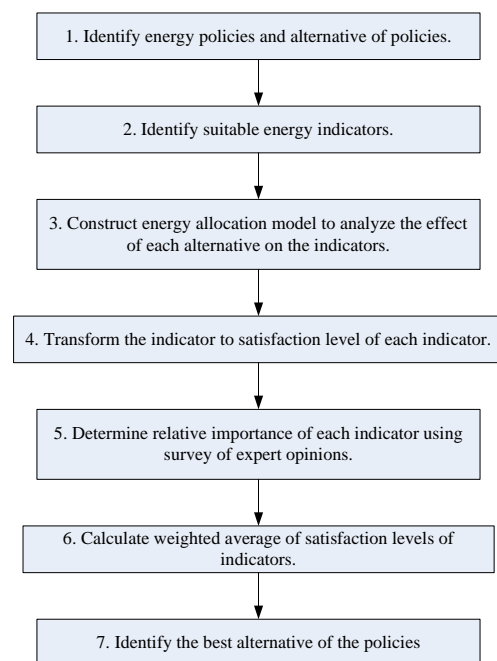 1. Identify energy policies and alternative of policies.
2. Identify suitable energy indicators.
3. Construct energy allocation model to analyze the effect
of each alternative on the indicators.
4. Transform the indicator to satisfaction level of each indicator.
5. Determine relative importance of each indicator using
survey of expert opinions.
6. Calculate weighted average of satisfaction levels of
indicators.
7. Identify the best alternative of the policies